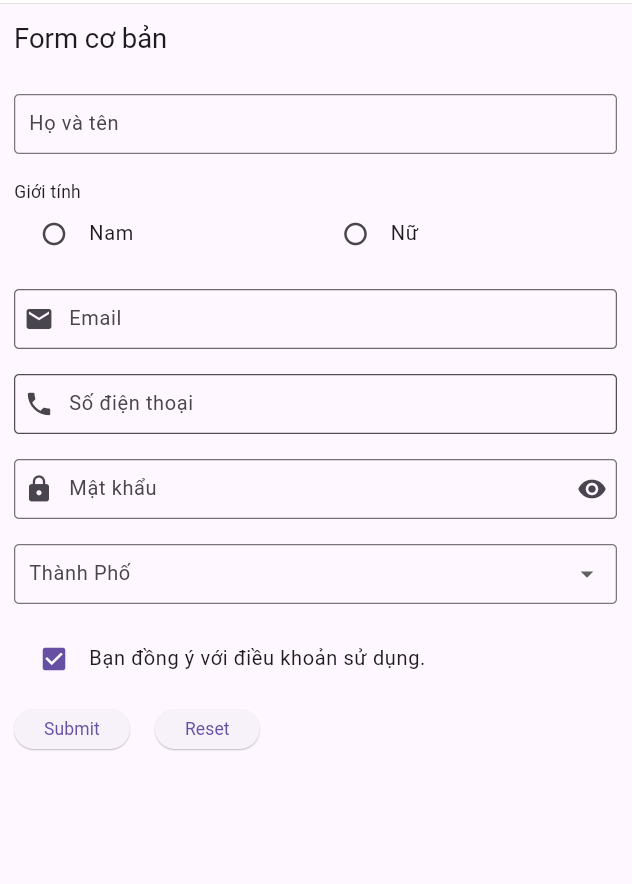 Form cơ bản
Họ và tên
Giới tính
Nam
Nữ
Email
Số điện thoại
Mật khẩu
Thành Phố
Bạn đồng ý với điều khoản sử dụng.
Submit
Reset